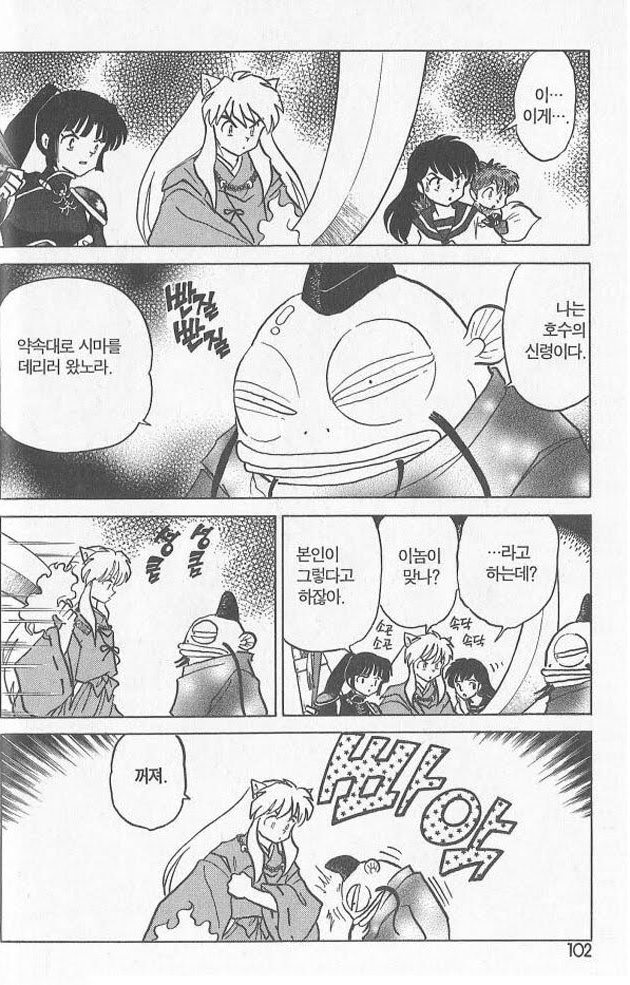 이…
이게….
나는
호수의
신령이다.
빤질
빤질
약속대로 시마를
데리러 왔노라.
…라고
하는데?
속닥
속닥
이놈이
맞나?
소곤
소곤
본인이
그렇다고
하잖아.
성큼
성큼
꺼져.
빠악
102